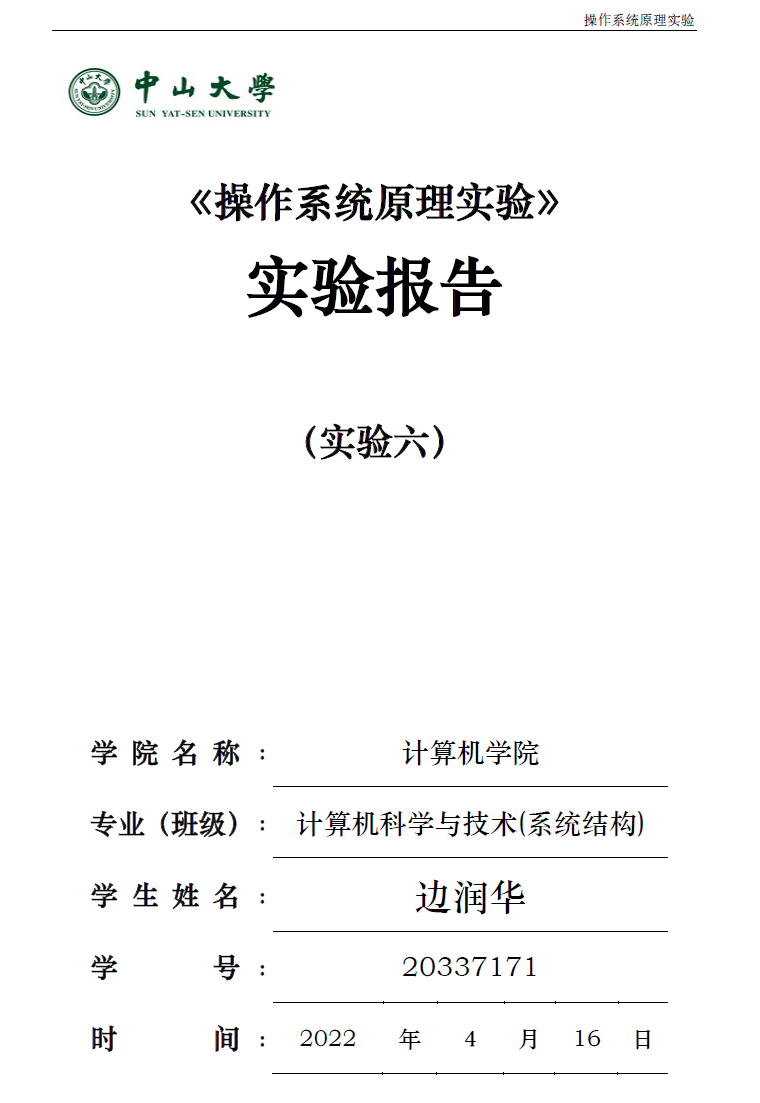 操作系统原理实验
中山大學
SUN YAT-SEN UNIVERSITY
《操作系统原理实验》
实验报告
（实验六）
学院名称：计算机学院
专业（班级）：计算机科学与技术(系统结构)
学生姓名：边润华
学号：20337171
时间：2022 年 4 月 16 日